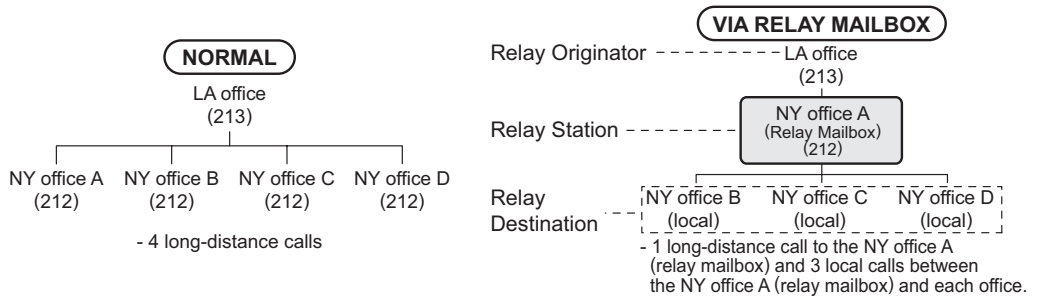 NORMAL
LA office
(213)
NY office A
(212)
NY office B
(212)
NY office C
(212)
NY office D
(212)
- 4 long-distance calls
VIA RELAY MAILBOX
Relay Originator
LA office
(213)
Relay Station
NY office A
(Relay Mailbox)
(212)
Relay
Destination
NY office B
(local)
NY office C
(local)
NY office D
(local)
- 1 long-distance call to the NY office A
(relay mailbox) and 3 local calls between
the NY office A (relay mailbox) and each office.